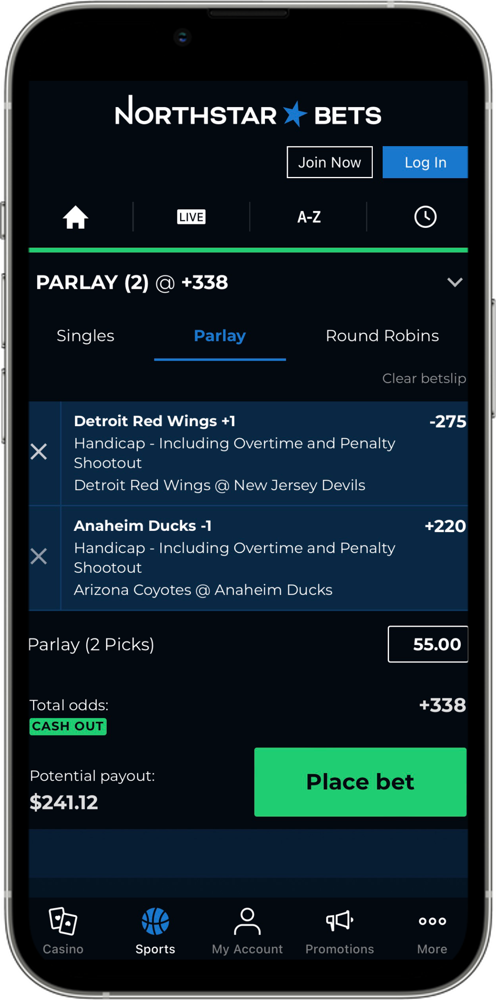 NORTHSTAR BETS
Join Now Log In
LIVE A-Z
PARLAY (2) @ +338
Singles Parlay Round Robins
Clear betslip
Detroit Red Wings +1 -275
Handicap - Including Overtime and Penalty
Shootout
Detroit Red Wings @ New Jersey Devils
Anaheim Ducks -1 +220
Handicap - Including Overtime and Penalty
Shootout
Arizona Coyotes @ Anaheim Ducks
Parlay (2 Picks) 55.00
Total odds: +338
CASH OUT
Potential payout:
$241.12
Place bet
Casino Sports My Account Promotions More